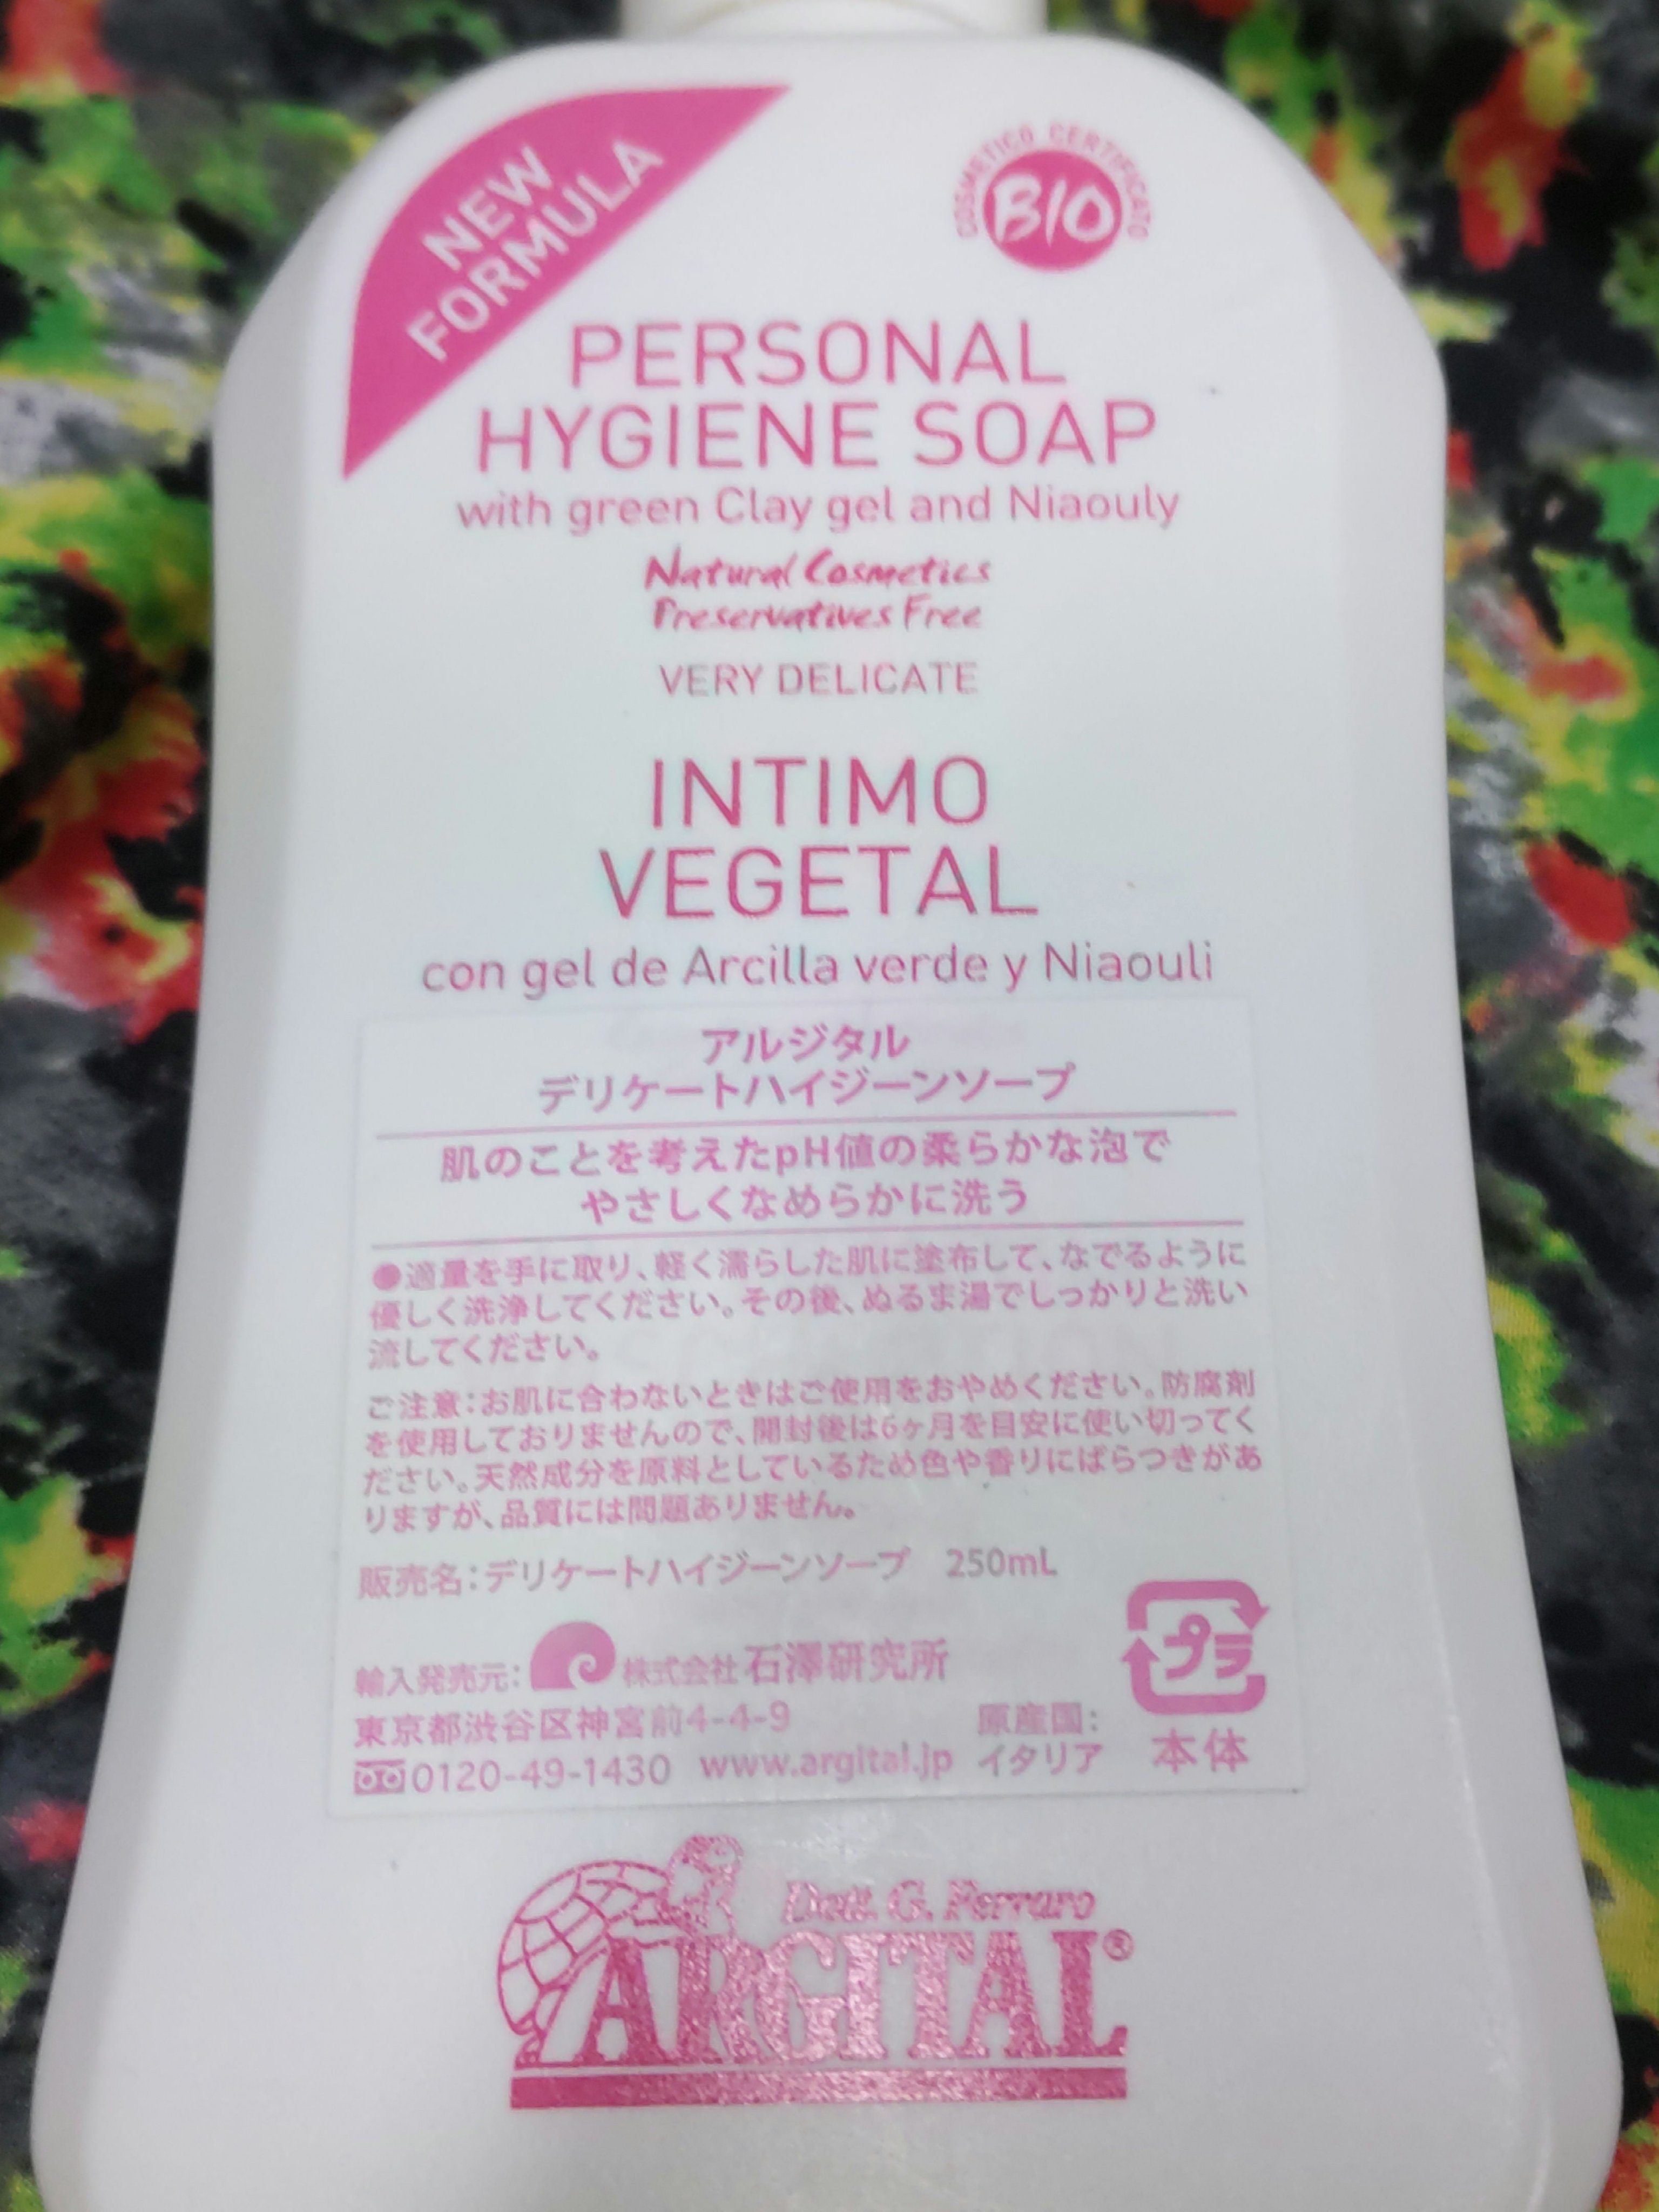 NEW
FORMULA
COSMETICO CERTIFICATO
BIO
PERSONAL
HYGIENE SOAP
with green Clay gel and Niaouly
Natural Cosmetics
Preservatives Free
VERY DELICATE
INTIMO
VEGETAL
con gel de Arcilla verde y Niaouli
アルジタル
デリケートハイジーンソープ
肌のことを考えたpH値の柔らかな泡で
やさしくなめらかに洗う
●適量を手に取り、軽く濡らした肌に塗布して、なでるように
優しく洗浄してください。その後、ぬるま湯でしっかりと洗い
流してください。
ご注意：お肌に合わないときはご使用をおやめください。防腐剤
を使用しておりませんので、開封後は6ヶ月を目安に使い切ってく
ださい。天然成分を原料としているため色や香りにばらつきがあ
りますが、品質には問題ありません。
販売名：デリケートハイジーンソープ 250mL
輸入発売元： 株式会社 石澤研究所
東京都渋谷区神宮前4-4-9
0120-49-1430 www.argital.jp
原産国：
イタリア
プラ
本体
Dott. G. Ferraro
ARGITAL®